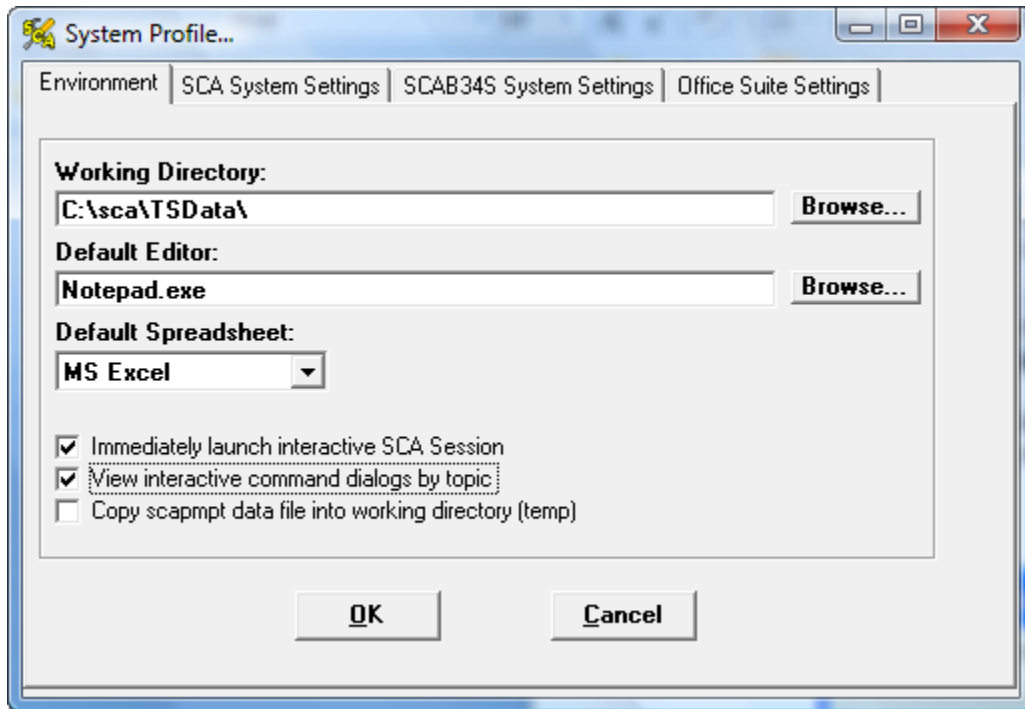 System Profile...
Environment SCA System Settings SCAB34S System Settings Office Suite Settings
Working Directory:
C:\sca\TSData\ Browse...
Default Editor:
Notepad.exe Browse...
Default Spreadsheet:
MS Excel
Immediately launch interactive SCA Session
View interactive command dialogs by topic
Copy scapmpt data file into working directory (temp)
OK Cancel